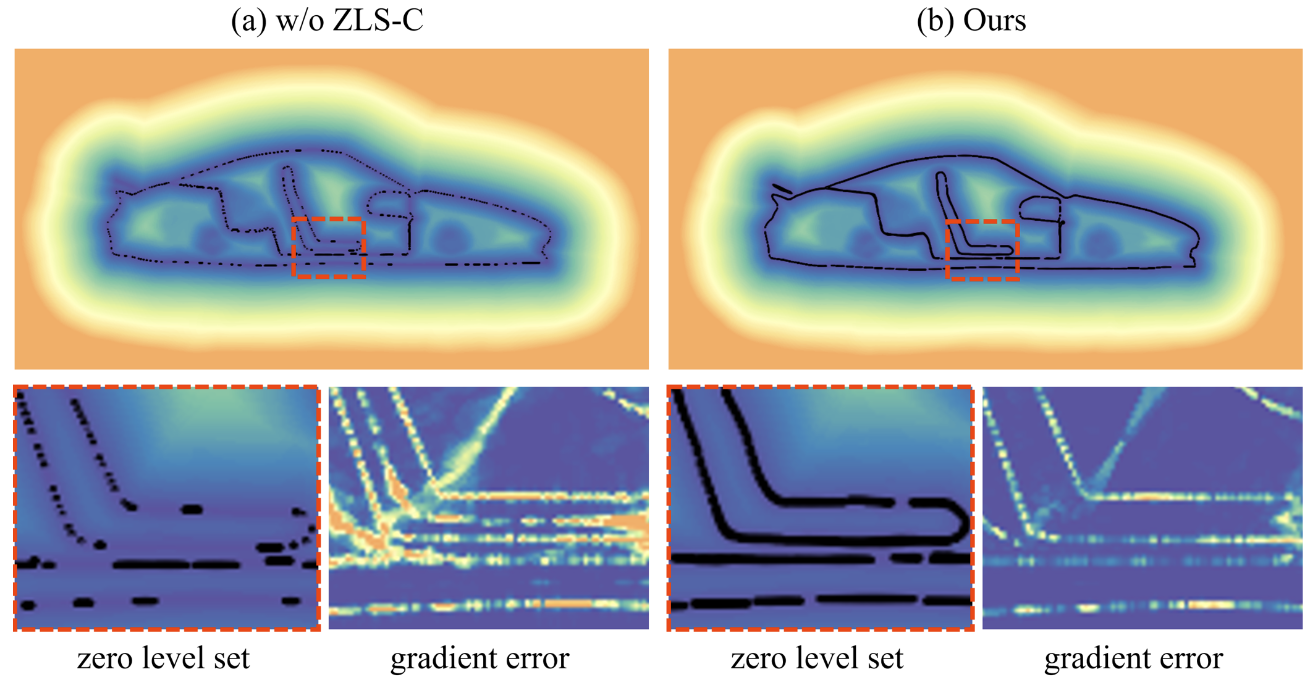 (a) w/o ZLS-C
(b) Ours
zero level set
gradient error
zero level set
gradient error